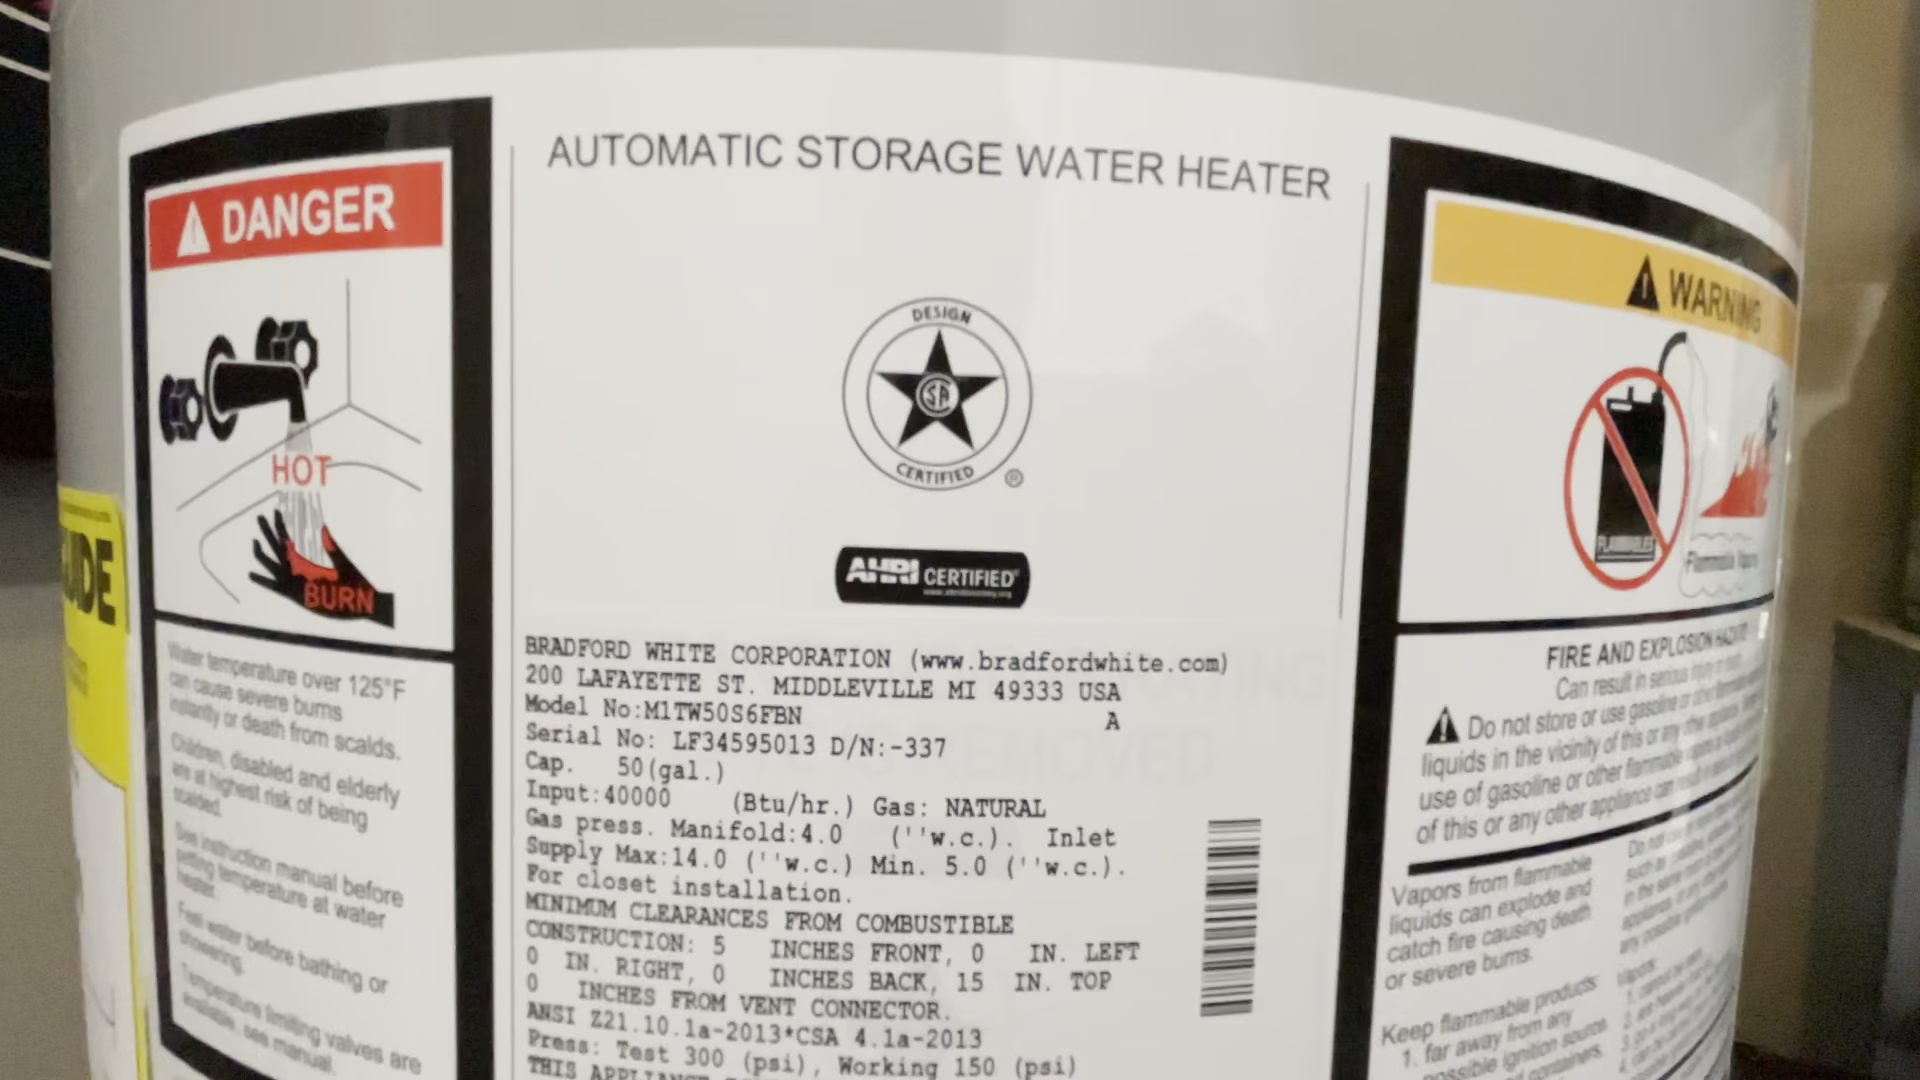 AUTOMATIC STORAGE WATER HEATER
DANGER
HOT
BURN
Water temperature over 125°F
can cause severe burns
instantly or death from scalds.
Children, disabled and elderly
are at highest risk of being
scalded.
See instruction manual before
setting temperature at water
heater.
Feel water before bathing or
showering.
Temperature limiting valves are
available, see manual.
GUIDE
DESIGN
CERTIFIED
®
AHRI CERTIFIED
BRADFORD WHITE CORPORATION (www.bradfordwhite.com)
200 LAFAYETTE ST. MIDDLEVILLE MI 49333 USA
Model No:M1TW50S6FBN A
Serial No: LF34595013 D/N:-337
Cap. 50(gal.)
Input:40000 (Btu/hr.) Gas: NATURAL
Gas press. Manifold:4.0 (''w.c.). Inlet
Supply Max:14.0 (''w.c.) Min. 5.0 (''w.c.).
For closet installation.
MINIMUM CLEARANCES FROM COMBUSTIBLE
CONSTRUCTION: 5 INCHES FRONT, 0 IN. LEFT
0 IN. RIGHT, 0 INCHES BACK, 15 IN. TOP
0 INCHES FROM VENT CONNECTOR.
ANSI Z21.10.1a-2013*CSA 4.1a-2013
Press: Test 300 (psi), Working 150 (psi)
THIS
WARNING
FLAMMABLES
Flammable Vapors
FIRE AND EXPLOSION HAZARD
Can result in serious injury or death
Do not store or use gasoline or other flammable
liquids in the vicinity of this or any other appliance.
use of gasoline or other flammable
of this or any other appliance can result in
Vapors from flammable
liquids can explode and
catch fire causing death
or severe burns.
Keep flammable products:
1. far away from any
possible ignition source
containers.
Do not
Vapors: